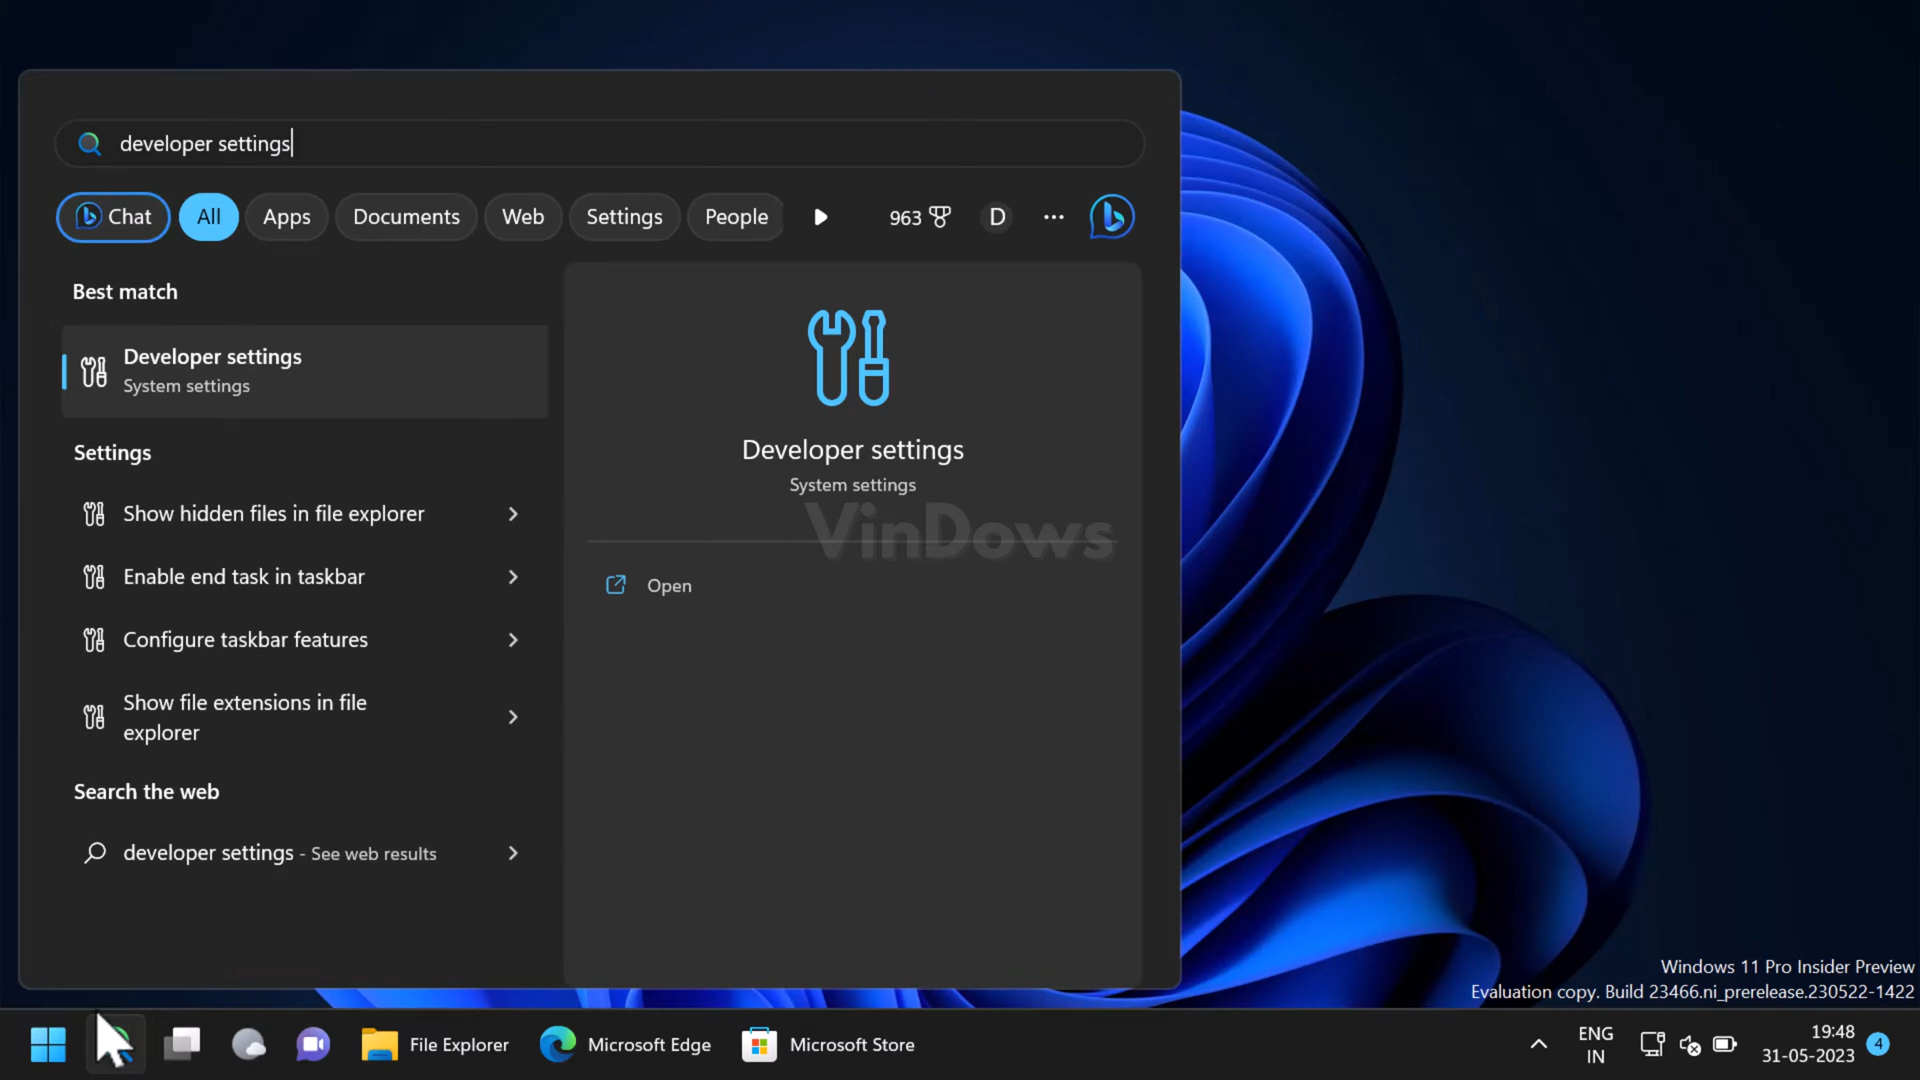 developer settings
Chat
All
Apps
Documents
Web
Settings
People
963
D
Best match
Developer settings
System settings
Settings
Show hidden files in file explorer
Enable end task in taskbar
Configure taskbar features
Show file extensions in file
explorer
Search the web
developer settings - See web results
Developer settings
System settings
VinDows
Open
Windows 11 Pro Insider Preview
Evaluation copy. Build 23466.ni_prerelease.230522-1422
File Explorer
Microsoft Edge
Microsoft Store
ENG
IN
19:48
31-05-2023
4